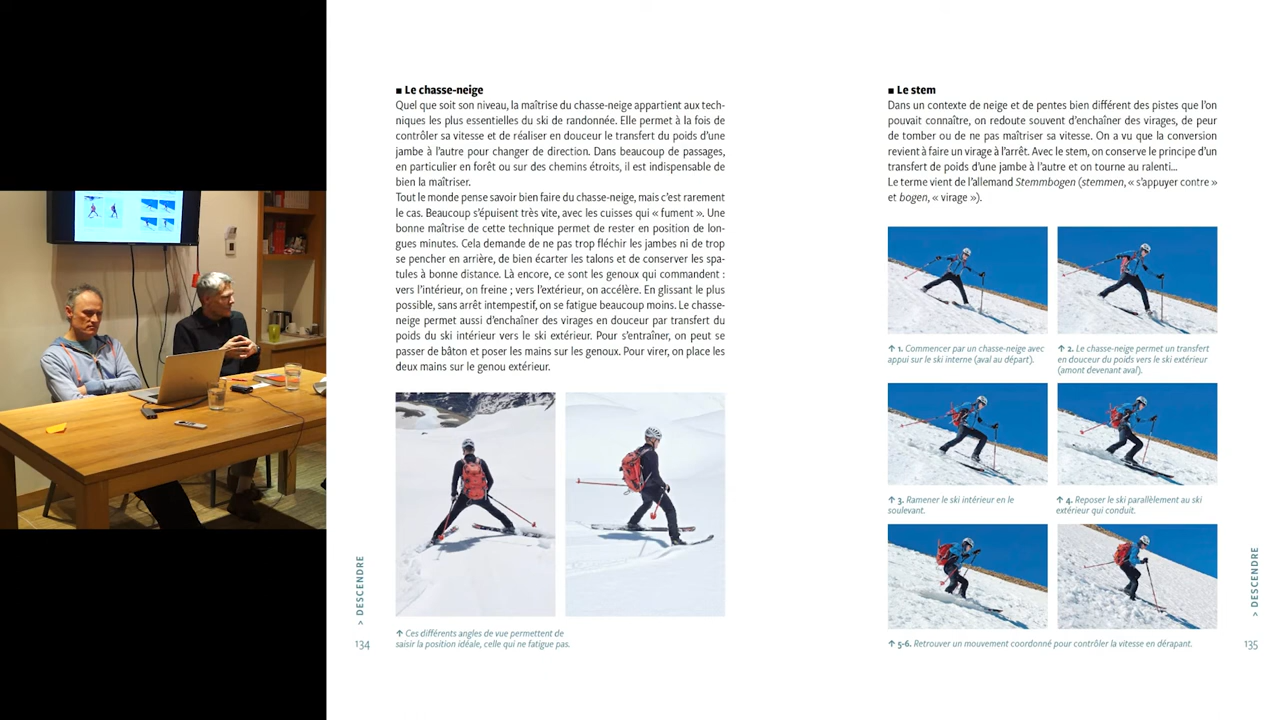 ■ Le chasse-neige
Quel que soit son niveau, la maîtrise du chasse-neige appartient aux tech-
niques les plus essentielles du ski de randonnée. Elle permet à la fois de
contrôler sa vitesse et de réaliser en douceur le transfert du poids d'une
jambe à l'autre pour changer de direction. Dans beaucoup de passages,
en particulier en forêt ou sur des chemins étroits, il est indispensable de
bien la maîtriser.
Tout le monde pense savoir bien faire du chasse-neige, mais c'est rarement
le cas. Beaucoup s'épuisent très vite, avec les cuisses qui « fument ». Une
bonne maîtrise de cette technique permet de rester en position de lon-
gues minutes. Cela demande de ne pas trop fléchir les jambes ni de trop
se pencher en arrière, de bien écarter les talons et de conserver les spa-
tules à bonne distance. Là encore, ce sont les genoux qui commandent :
vers l'intérieur, on freine ; vers l'extérieur, on accélère. En glissant le plus
possible, sans arrêt intempestif, on se fatigue beaucoup moins. Le chasse-
neige permet aussi d'enchaîner des virages en douceur par transfert du
poids du ski intérieur vers le ski extérieur. Pour s'entraîner, on peut se
passer de bâton et poser les mains sur les genoux. Pour virer, on place les
deux mains sur le genou extérieur.
↑ Ces différents angles de vue permettent de
saisir la position idéale, celle qui ne fatigue pas.
> DESCENDRE
134
■ Le stem
Dans un contexte de neige et de pentes bien différent des pistes que l'on
pouvait connaître, on redoute souvent d'enchaîner des virages, de peur
de tomber ou de ne pas maîtriser sa vitesse. On a vu que la conversion
revient à faire un virage à l'arrêt. Avec le stem, on conserve le principe d'un
transfert de poids d'une jambe à l'autre et on tourne au ralenti...
Le terme vient de l'allemand Stemmbogen (stemmen, « s'appuyer contre »
et bogen, « virage »).
↑ 1. Commencer par un chasse-neige avec
appui sur le ski interne (aval au départ).
↑ 2. Le chasse-neige permet un transfert
en douceur du poids vers le ski extérieur
(amont devenant aval).
↑ 3. Ramener le ski intérieur en le
soulevant.
↑ 4. Reposer le ski parallèlement au ski
extérieur qui conduit.
↑ 5-6. Retrouver un mouvement coordonné pour contrôler la vitesse en dérapant.
> DESCENDRE
135